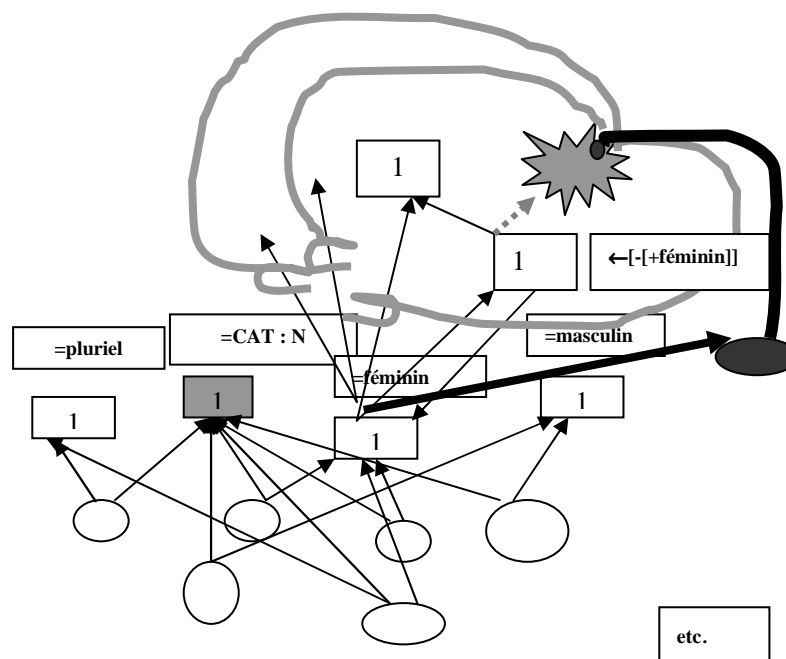 1
1
←[-[+féminin]]
=pluriel
=CAT : N
=masculin
=féminin
1
1
1
1
etc.